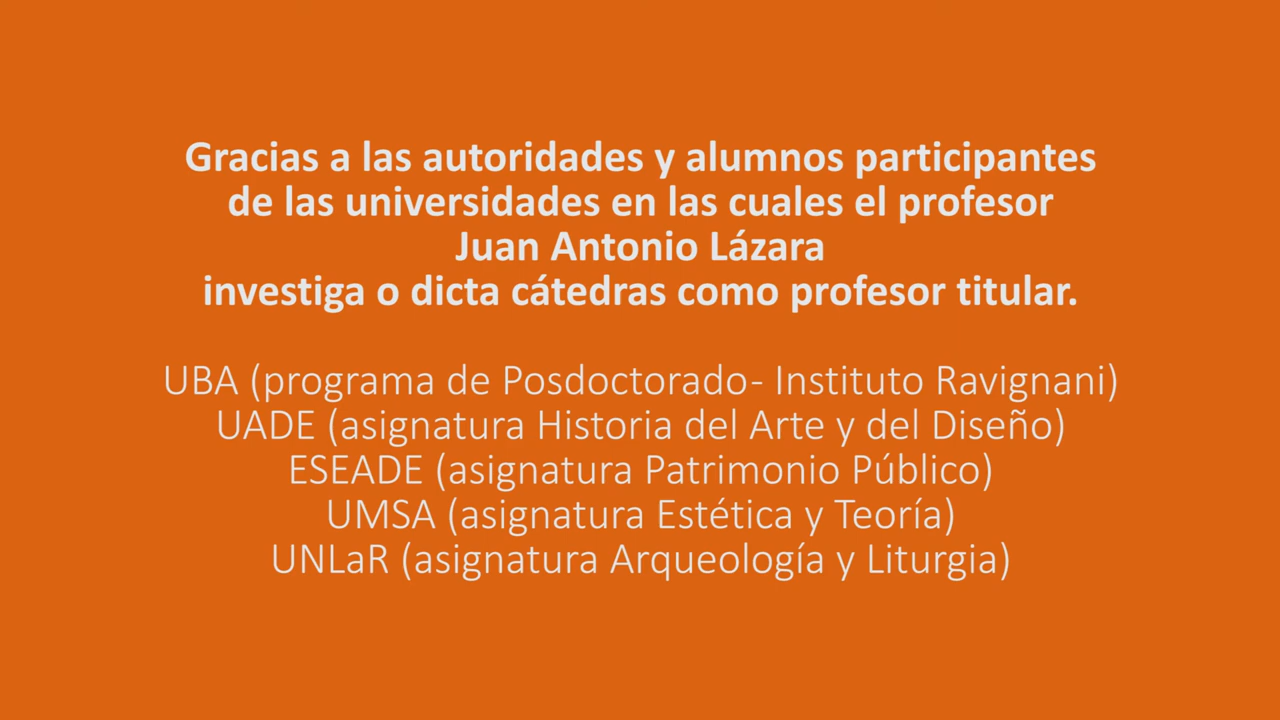 Gracias a las autoridades y alumnos participantes
de las universidades en las cuales el profesor
Juan Antonio Lázara
investiga o dicta cátedras como profesor titular.
UBA (programa de Posdoctorado- Instituto Ravignani)
UADE (asignatura Historia del Arte y del Diseño)
ESEADE (asignatura Patrimonio Público)
UMSA (asignatura Estética y Teoría)
UNLaR (asignatura Arqueología y Liturgia)